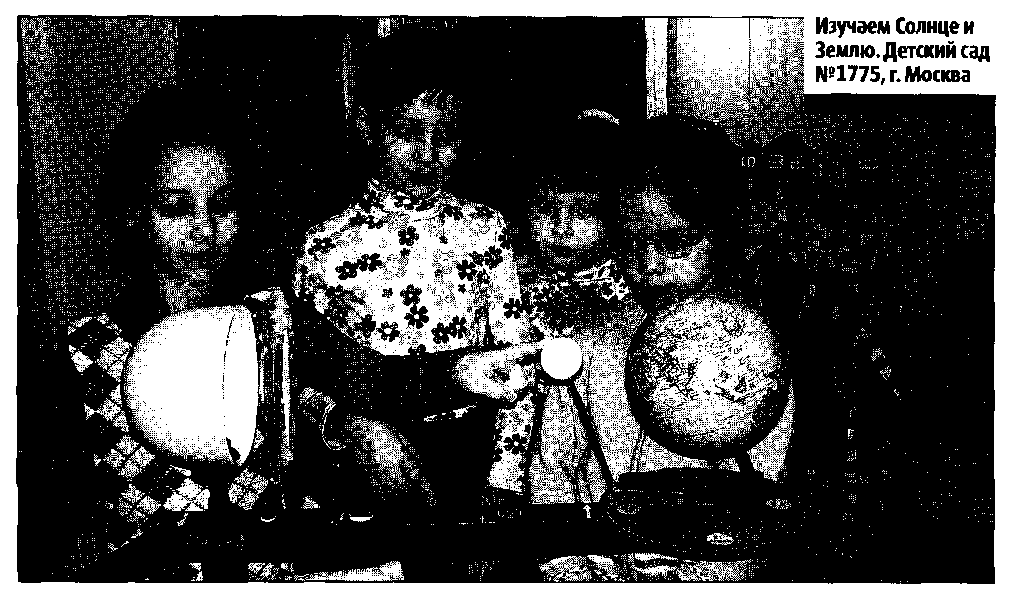 Изучаем Солнце и
Землю. Детский сад
№1775, г. Москва